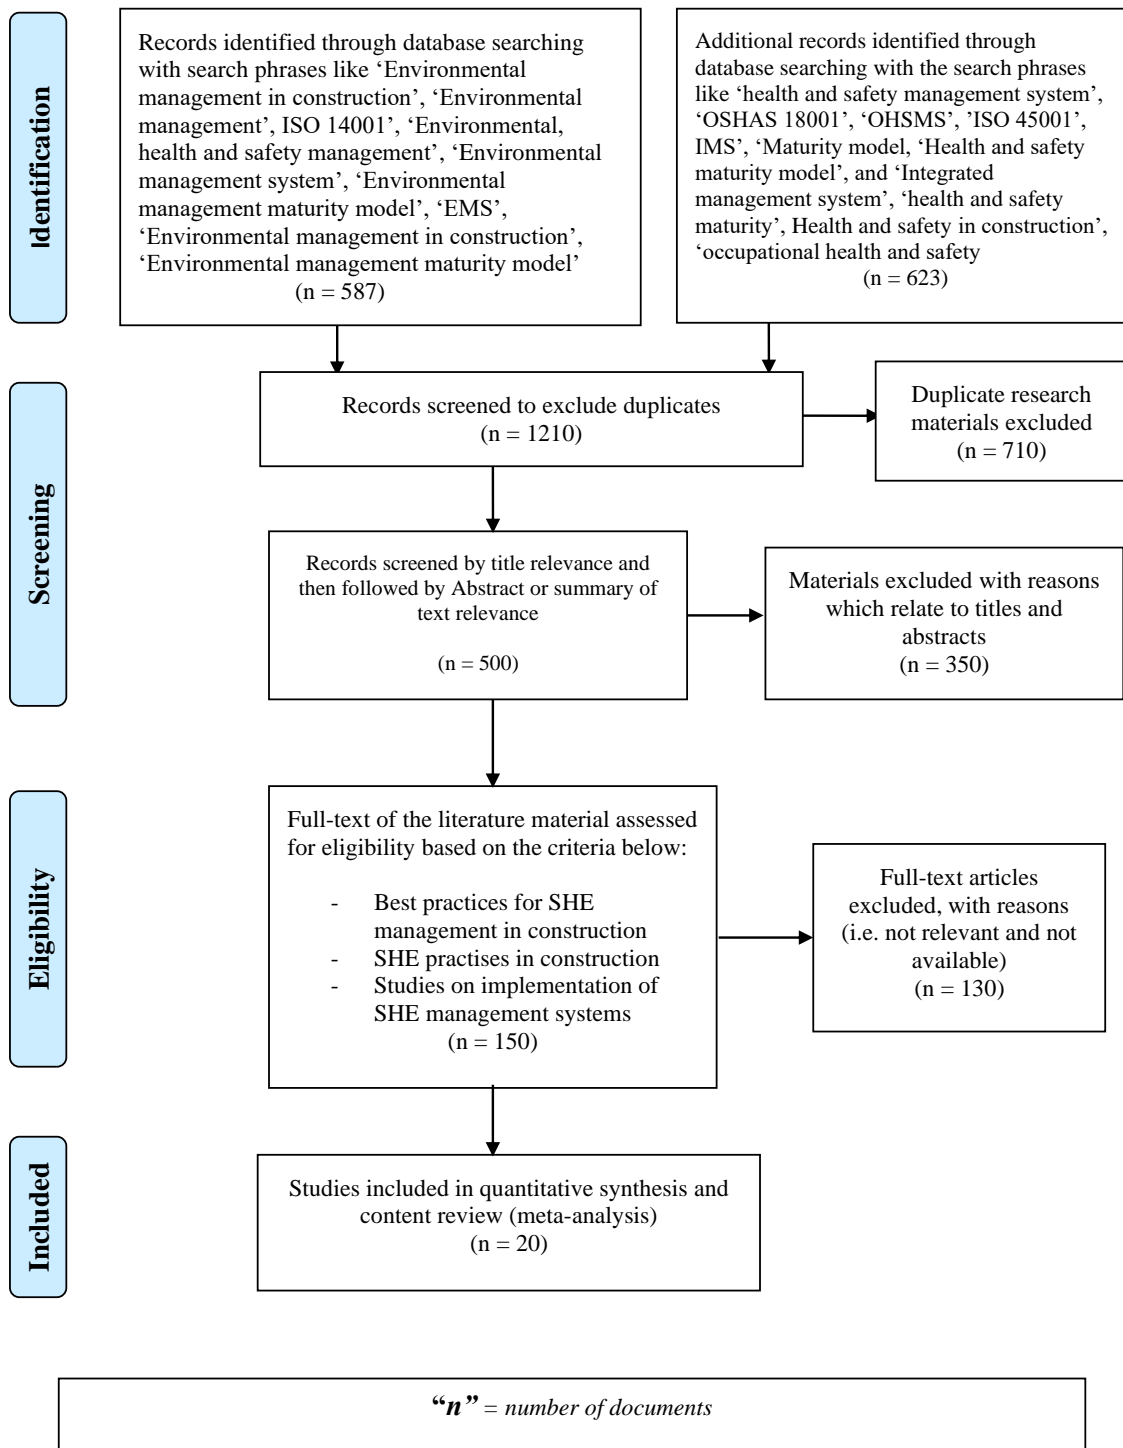 Identification
Records identified through database searching
with search phrases like ‘Environmental
management in construction’, ‘Environmental
management’, ISO 14001’, ‘Environmental,
health and safety management’, ‘Environmental
management system’, ‘Environmental
management maturity model’, ‘EMS’,
‘Environmental management in construction’,
‘Environmental management maturity model’
(n = 587)
Additional records identified through
database searching with the search phrases
like ‘health and safety management system’,
‘OSHAS 18001’, ‘OHSMS’, ’ISO 45001’,
IMS’, ‘Maturity model, ‘Health and safety
maturity model’, and ‘Integrated
management system’, ‘health and safety
maturity’, Health and safety in construction’,
‘occupational health and safety
(n = 623)
Screening
Records screened to exclude duplicates
(n = 1210)
Duplicate research
materials excluded
(n = 710)
Records screened by title relevance and
then followed by Abstract or summary of
text relevance
(n = 500)
Materials excluded with reasons
which relate to titles and
abstracts
(n = 350)
Eligibility
Full-text of the literature material assessed
for eligibility based on the criteria below:
- Best practices for SHE
management in construction
- SHE practises in construction
- Studies on implementation of
SHE management systems
(n = 150)
Full-text articles
excluded, with reasons
(i.e. not relevant and not
available)
(n = 130)
Included
Studies included in quantitative synthesis and
content review (meta-analysis)
(n = 20)
“n” = number of documents